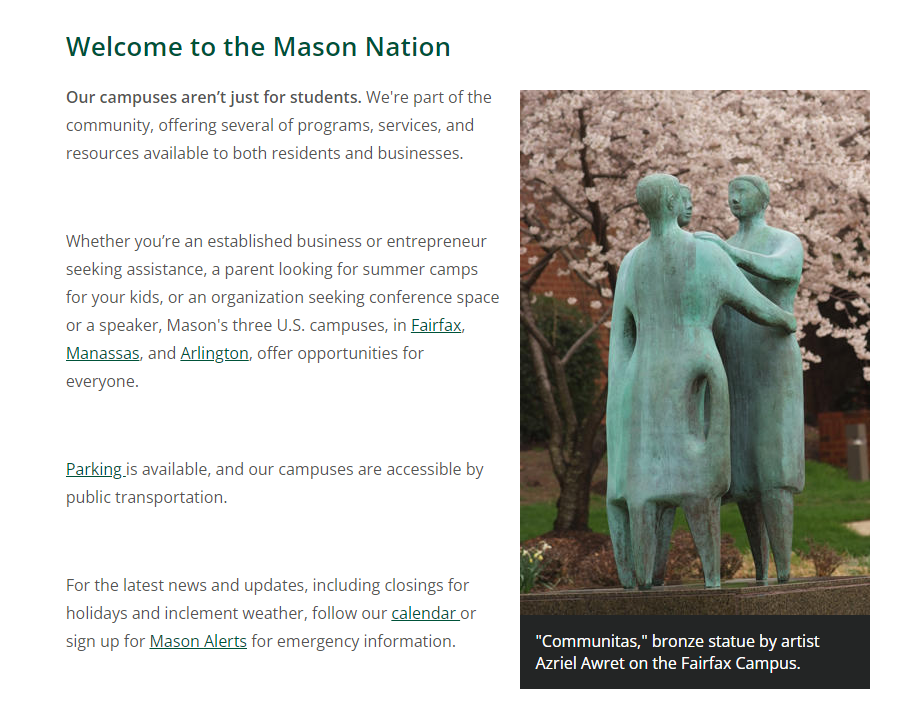 Welcome to the Mason Nation
Our campuses aren’t just for students. We're part of the
community, offering several of programs, services, and
resources available to both residents and businesses.
Whether you’re an established business or entrepreneur
seeking assistance, a parent looking for summer camps
for your kids, or an organization seeking conference space
or a speaker, Mason's three U.S. campuses, in Fairfax,
Manassas, and Arlington, offer opportunities for
everyone.
Parking is available, and our campuses are accessible by
public transportation.
For the latest news and updates, including closings for
holidays and inclement weather, follow our calendar or
sign up for Mason Alerts for emergency information.
"Communitas," bronze statue by artist
Azriel Awret on the Fairfax Campus.